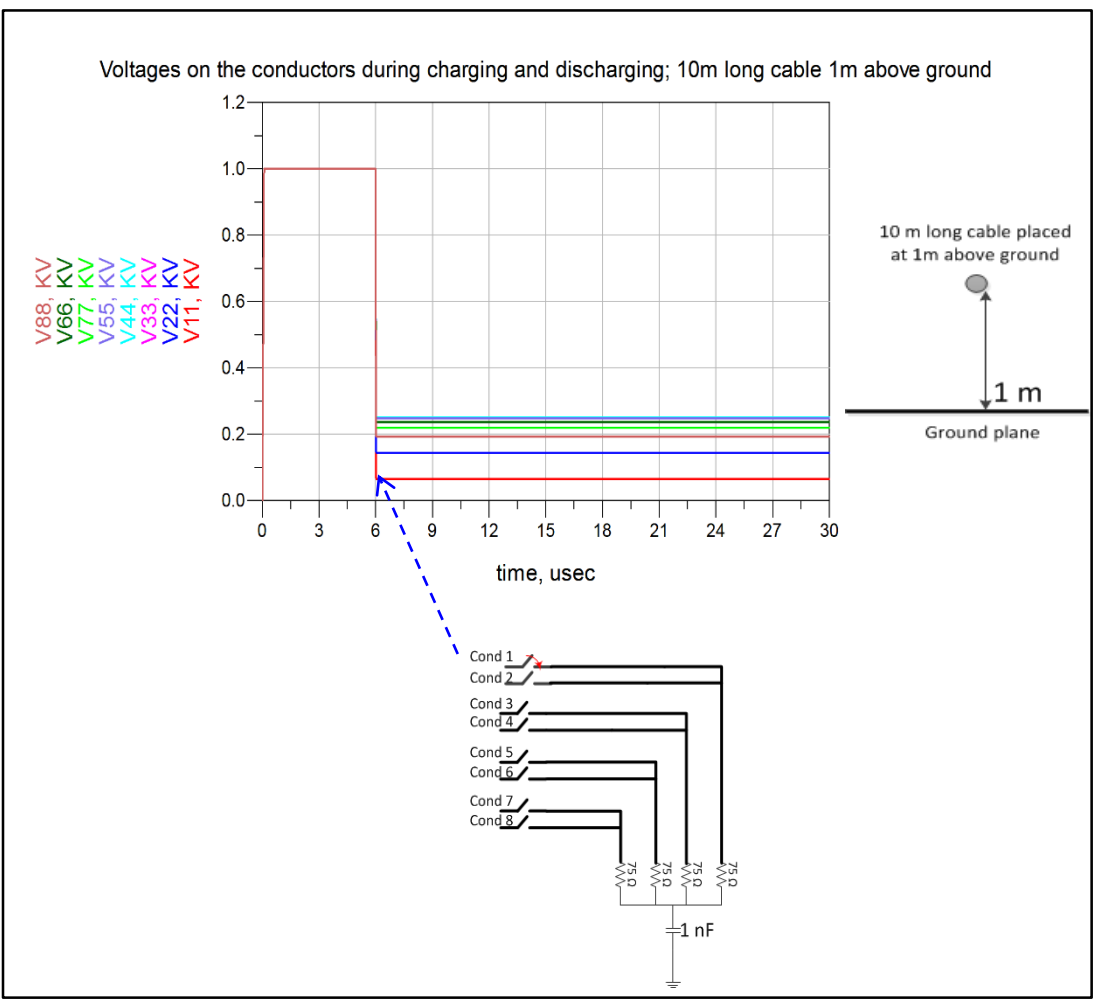 Voltages on the conductors during charging and discharging; 10m long cable 1m above ground
1.2
1.0
0.8
0.6
0.4
0.2
0.0
V88, KV
V66, KV
V77, KV
V55, KV
V44, KV
V33, KV
V22, KV
V11, KV
0 3 6 9 12 15 18 21 24 27 30
time, usec
10 m long cable placed
at 1m above ground
1 m
Ground plane
Cond 1
Cond 2
Cond 3
Cond 4
Cond 5
Cond 6
Cond 7
Cond 8
75 Ω
75 Ω
75 Ω
75 Ω
1 nF